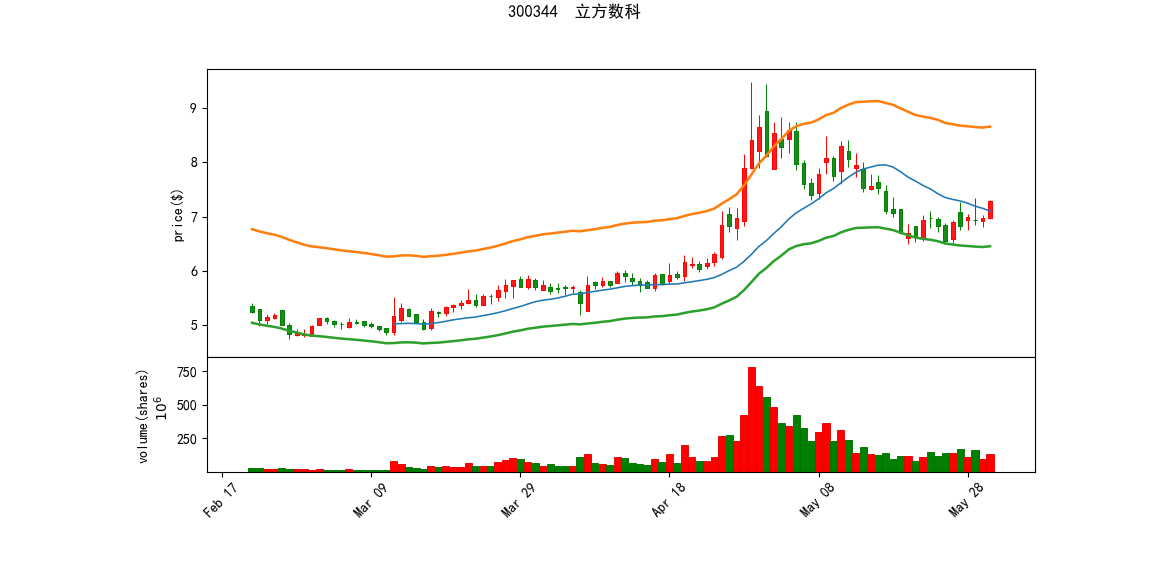 300344 立方数科
price($)
9
8
7
6
5
volume(shares)
10^6
750
500
250
Feb 17
Mar 09
Mar 29
Apr 18
May 08
May 28